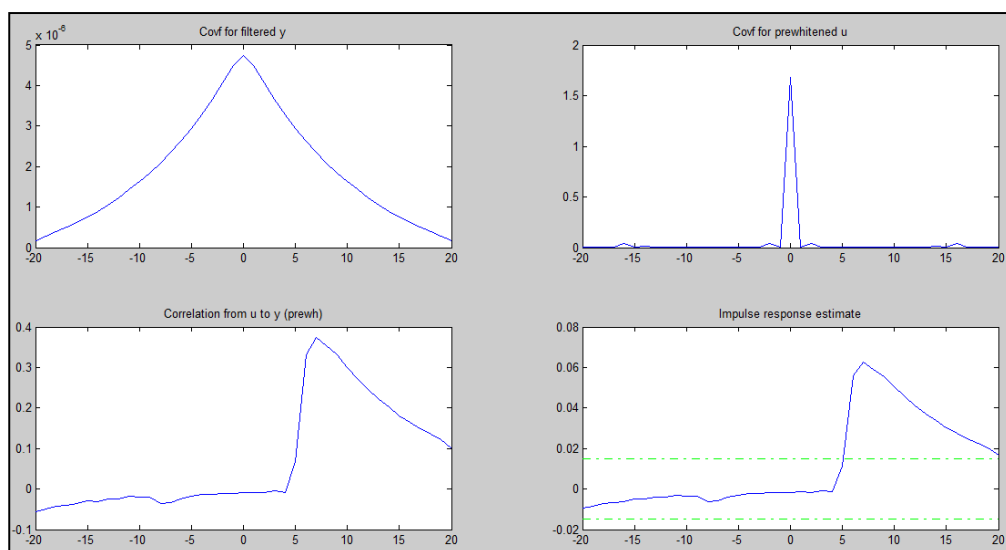 Covf for filtered y
x 10⁻⁶
5
4
3
2
1
0
-20 -15 -10 -5 0 5 10 15 20
Covf for prewhitened u
2
1.5
1
0.5
0
-20 -15 -10 -5 0 5 10 15 20
Correlation from u to y (prewh)
0.4
0.3
0.2
0.1
0
-0.1
-20 -15 -10 -5 0 5 10 15 20
Impulse response estimate
0.08
0.06
0.04
0.02
0
-0.02
-20 -15 -10 -5 0 5 10 15 20